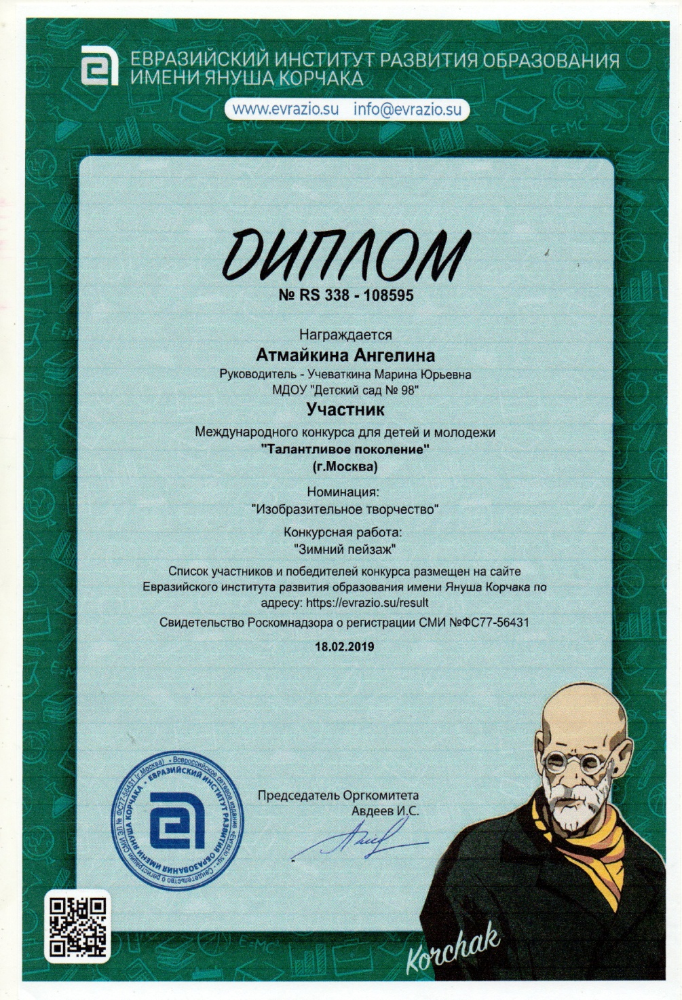 ЕВРАЗИЙСКИЙ ИНСТИТУТ РАЗВИТИЯ ОБРАЗОВАНИЯ
ИМЕНИ ЯНУША КОРЧАКА
www.evrazio.su info@evrazio.su
ДИПЛОМ
№ RS 338 - 108595
Награждается
Атмайкина Ангелина
Руководитель - Учеваткина Марина Юрьевна
МДОУ "Детский сад № 98"
Участник
Международного конкурса для детей и молодежи
"Талантливое поколение"
(г.Москва)
Номинация:
"Изобразительное творчество"
Конкурсная работа:
"Зимний пейзаж"
Список участников и победителей конкурса размещен на сайте
Евразийского института развития образования имени Януша Корчака по
адресу: https://evrazio.su/result
Свидетельство Роскомнадзора о регистрации СМИ №ФС77-56431
18.02.2019
Председатель Оргкомитета
Авдеев И.С.
Всероссийское сетевое издание «Evrazio.su» - Свидетельство о регистрации СМИ ЭЛ № ФС77-56431 (г.Москва) •
ЕВРАЗИЙСКИЙ ИНСТИТУТ РАЗВИТИЯ ОБРАЗОВАНИЯ ИМЕНИ ЯНУША КОРЧАКА •
Korchak
E=MC²